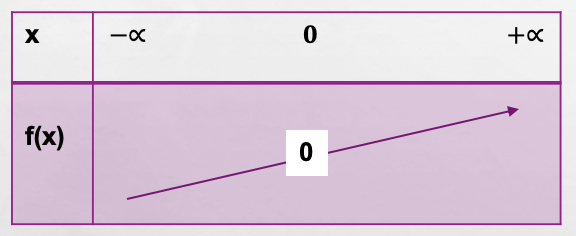 x −∝ 0 +∝
f(x) 0